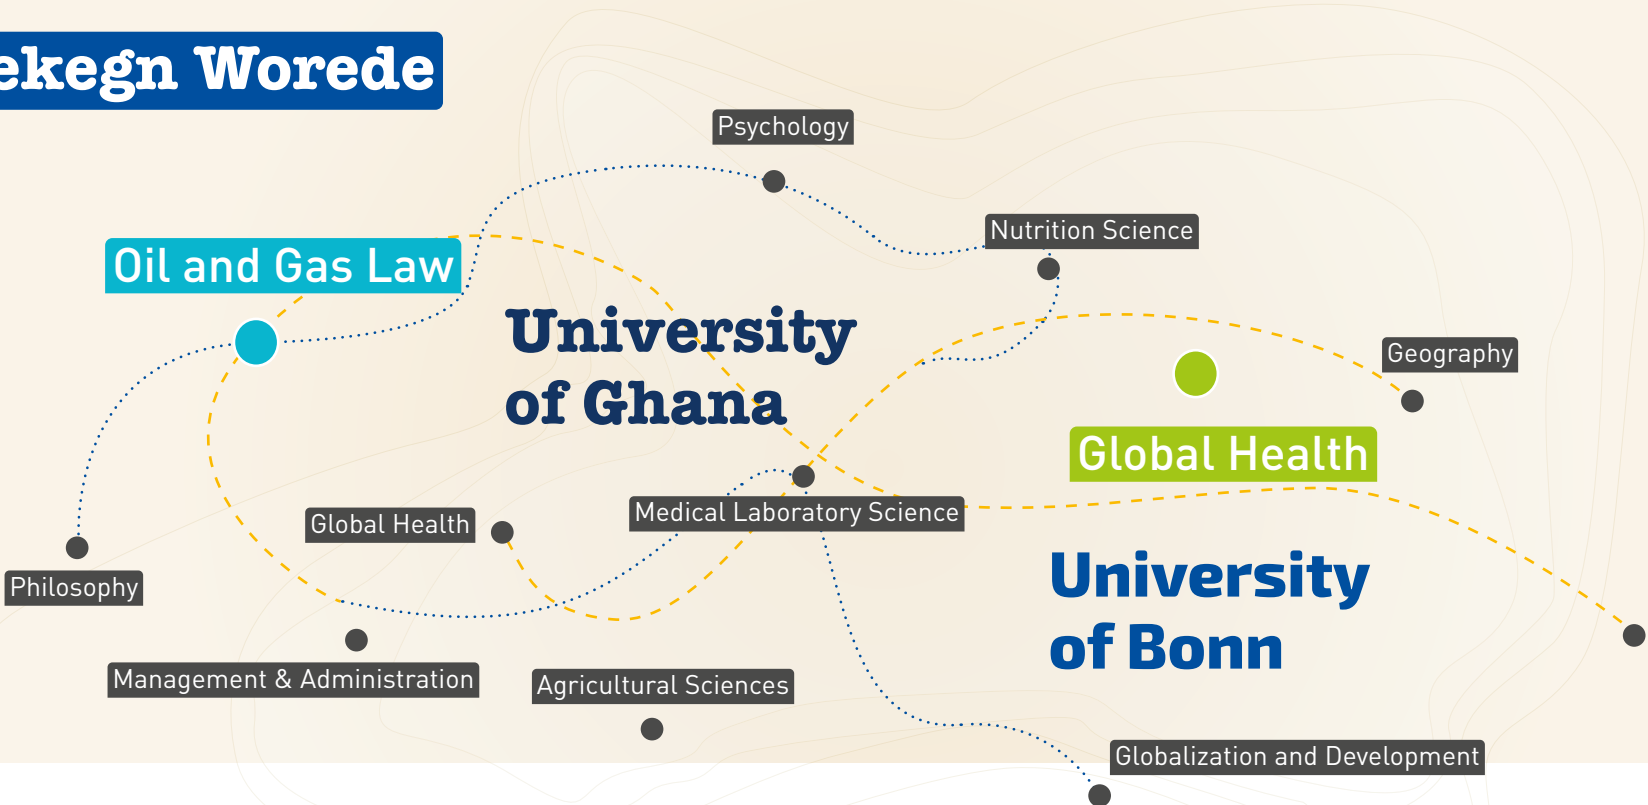 ekegn Worede
Psychology
Nutrition Science
Oil and Gas Law
University
of Ghana
Geography
Global Health
Global Health
Medical Laboratory Science
University
of Bonn
Philosophy
Management & Administration
Agricultural Sciences
Globalization and Development